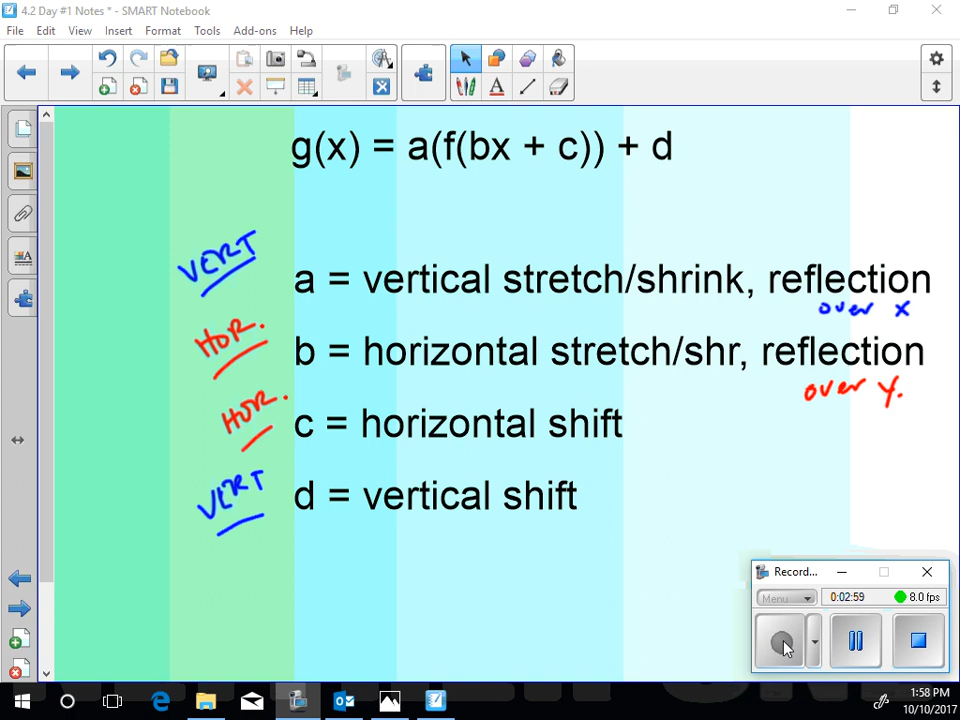 4.2 Day #1 Notes * - SMART Notebook
File Edit View Insert Format Tools Add-ons Help
g(x) = a(f(bx + c)) + d
VERT
a = vertical stretch/shrink, reflection
over x
HOR.
b = horizontal stretch/shr, reflection
over y.
HOR.
c = horizontal shift
VERT
d = vertical shift
Record...
Menu 0:02:59 8.0 fps
1:58 PM
10/10/2017